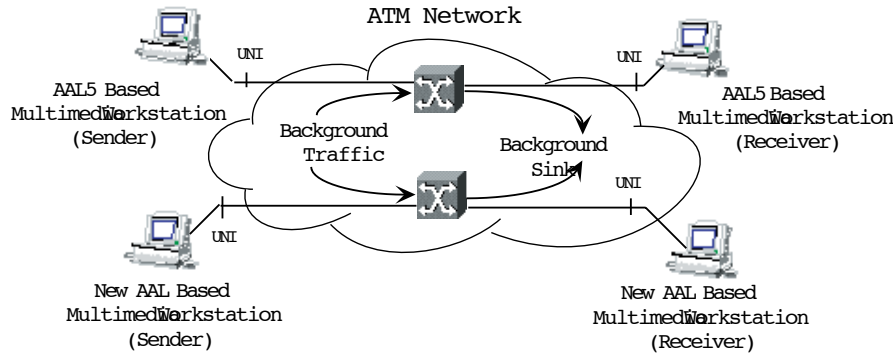 ATM Network
UNI
UNI
AAL5 Based
Multimedia Workstation
(Sender)
AAL5 Based
Multimedia Workstation
(Receiver)
Background
Traffic
Background
Sink
UNI
UNI
New AAL Based
Multimedia Workstation
(Sender)
New AAL Based
Multimedia Workstation
(Receiver)